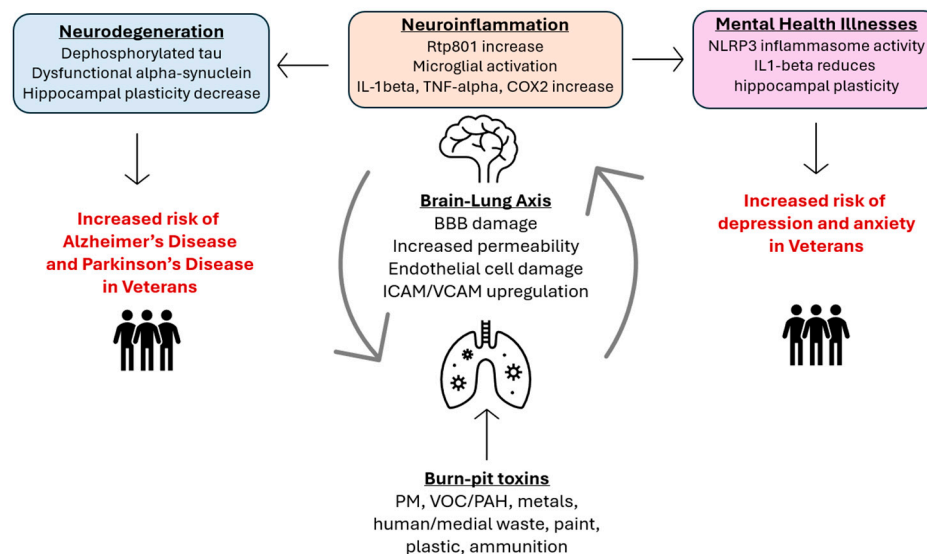 Neurodegeneration
Dephosphorylated tau
Dysfunctional alpha-synuclein
Hippocampal plasticity decrease
Neuroinflammation
Rtp801 increase
Microglial activation
IL-1beta, TNF-alpha, COX2 increase
Mental Health Illnesses
NLRP3 inflammasome activity
IL1-beta reduces
hippocampal plasticity
Increased risk of
Alzheimer's Disease
and Parkinson's Disease
in Veterans
Brain-Lung Axis
BBB damage
Increased permeability
Endothelial cell damage
ICAM/VCAM upregulation
Increased risk of
depression and anxiety
in Veterans
Burn-pit toxins
PM, VOC/PAH, metals,
human/medial waste, paint,
plastic, ammunition